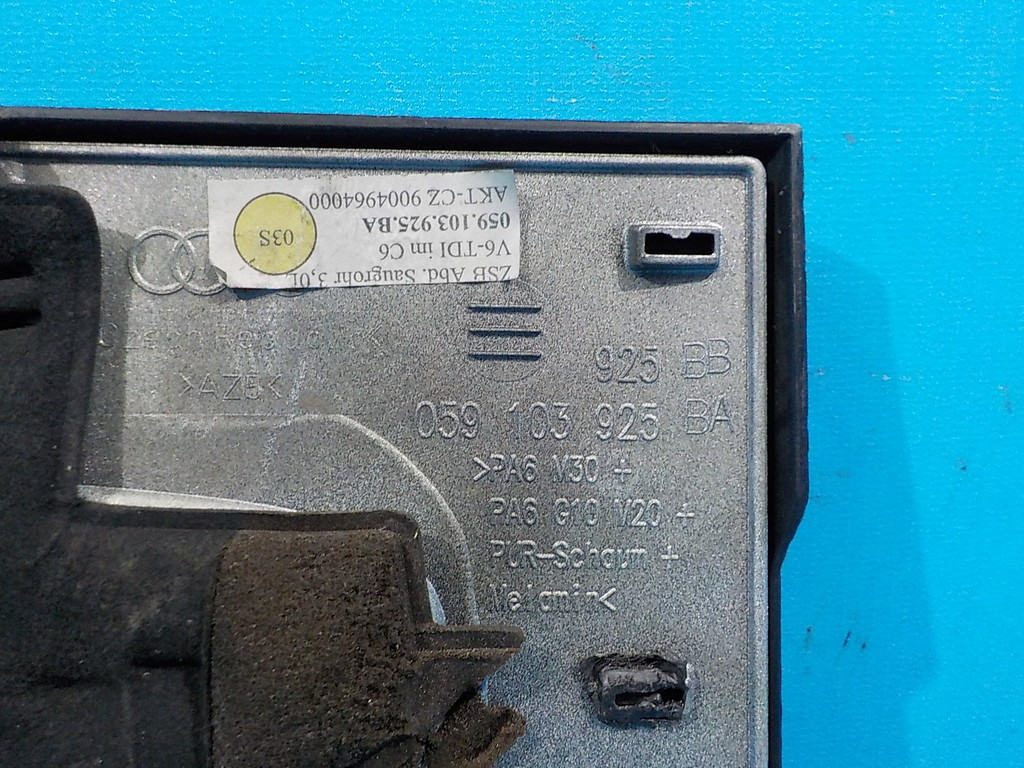 ZSB Abd. Saugrohr 3,0L
V6-TDI im C6
059.103.925.BA
AKT-CZ 9004964000
03S
>AZ5<
925 BB
059 103 925 BA
>PA6 M30 +
PA6 G10 M20 +
PUR-Schaum +
Melamin<